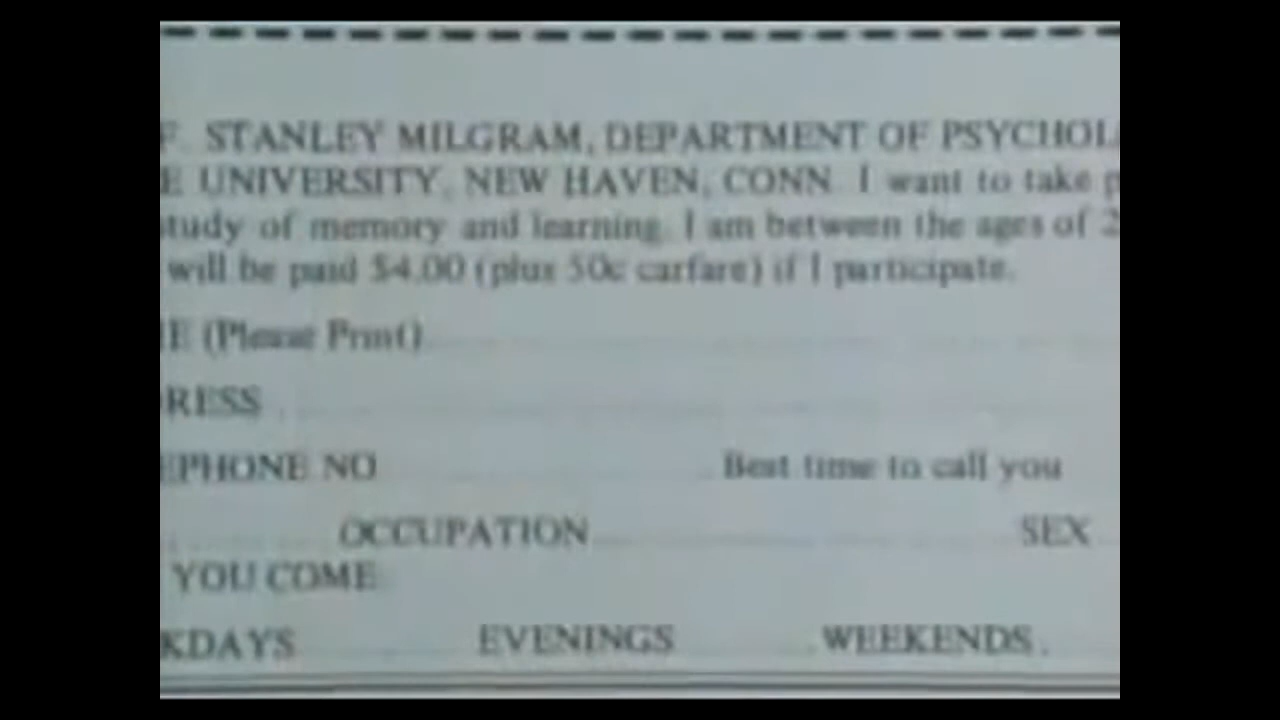 F. STANLEY MILGRAM, DEPARTMENT OF PSYCHOL
E UNIVERSITY, NEW HAVEN, CONN. I want to take p
study of memory and learning. I am between the ages of 2
will be paid $4.00 (plus 50c carfare) if I participate.
E (Please Print)
RESS
EPHONE NO Best time to call you
OCCUPATION SEX
YOU COME:
KDAYS EVENINGS WEEKENDS